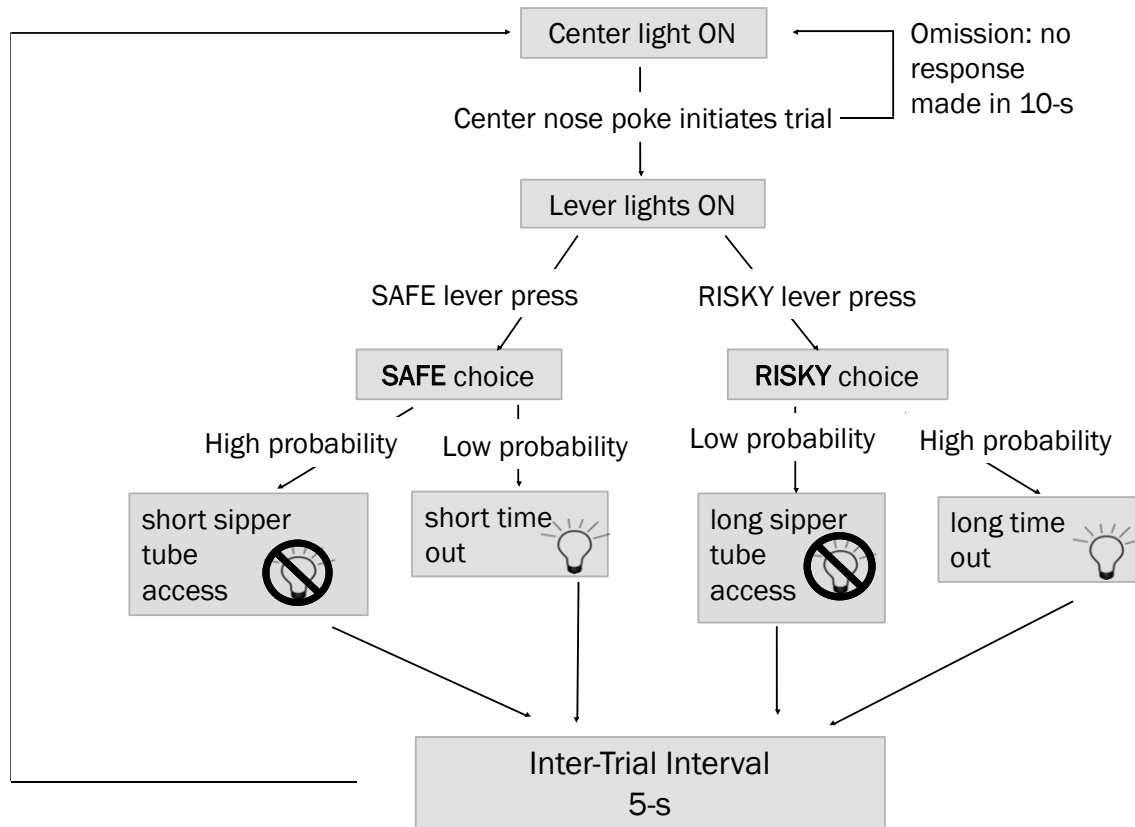 Center light ON
Omission: no
response
made in 10-s
Center nose poke initiates trial
Lever lights ON
SAFE lever press
RISKY lever press
SAFE choice
RISKY choice
High probability
Low probability
Low probability
High probability
short sipper
tube
access
short time
out
long sipper
tube
access
long time
out
Inter-Trial Interval
5-s